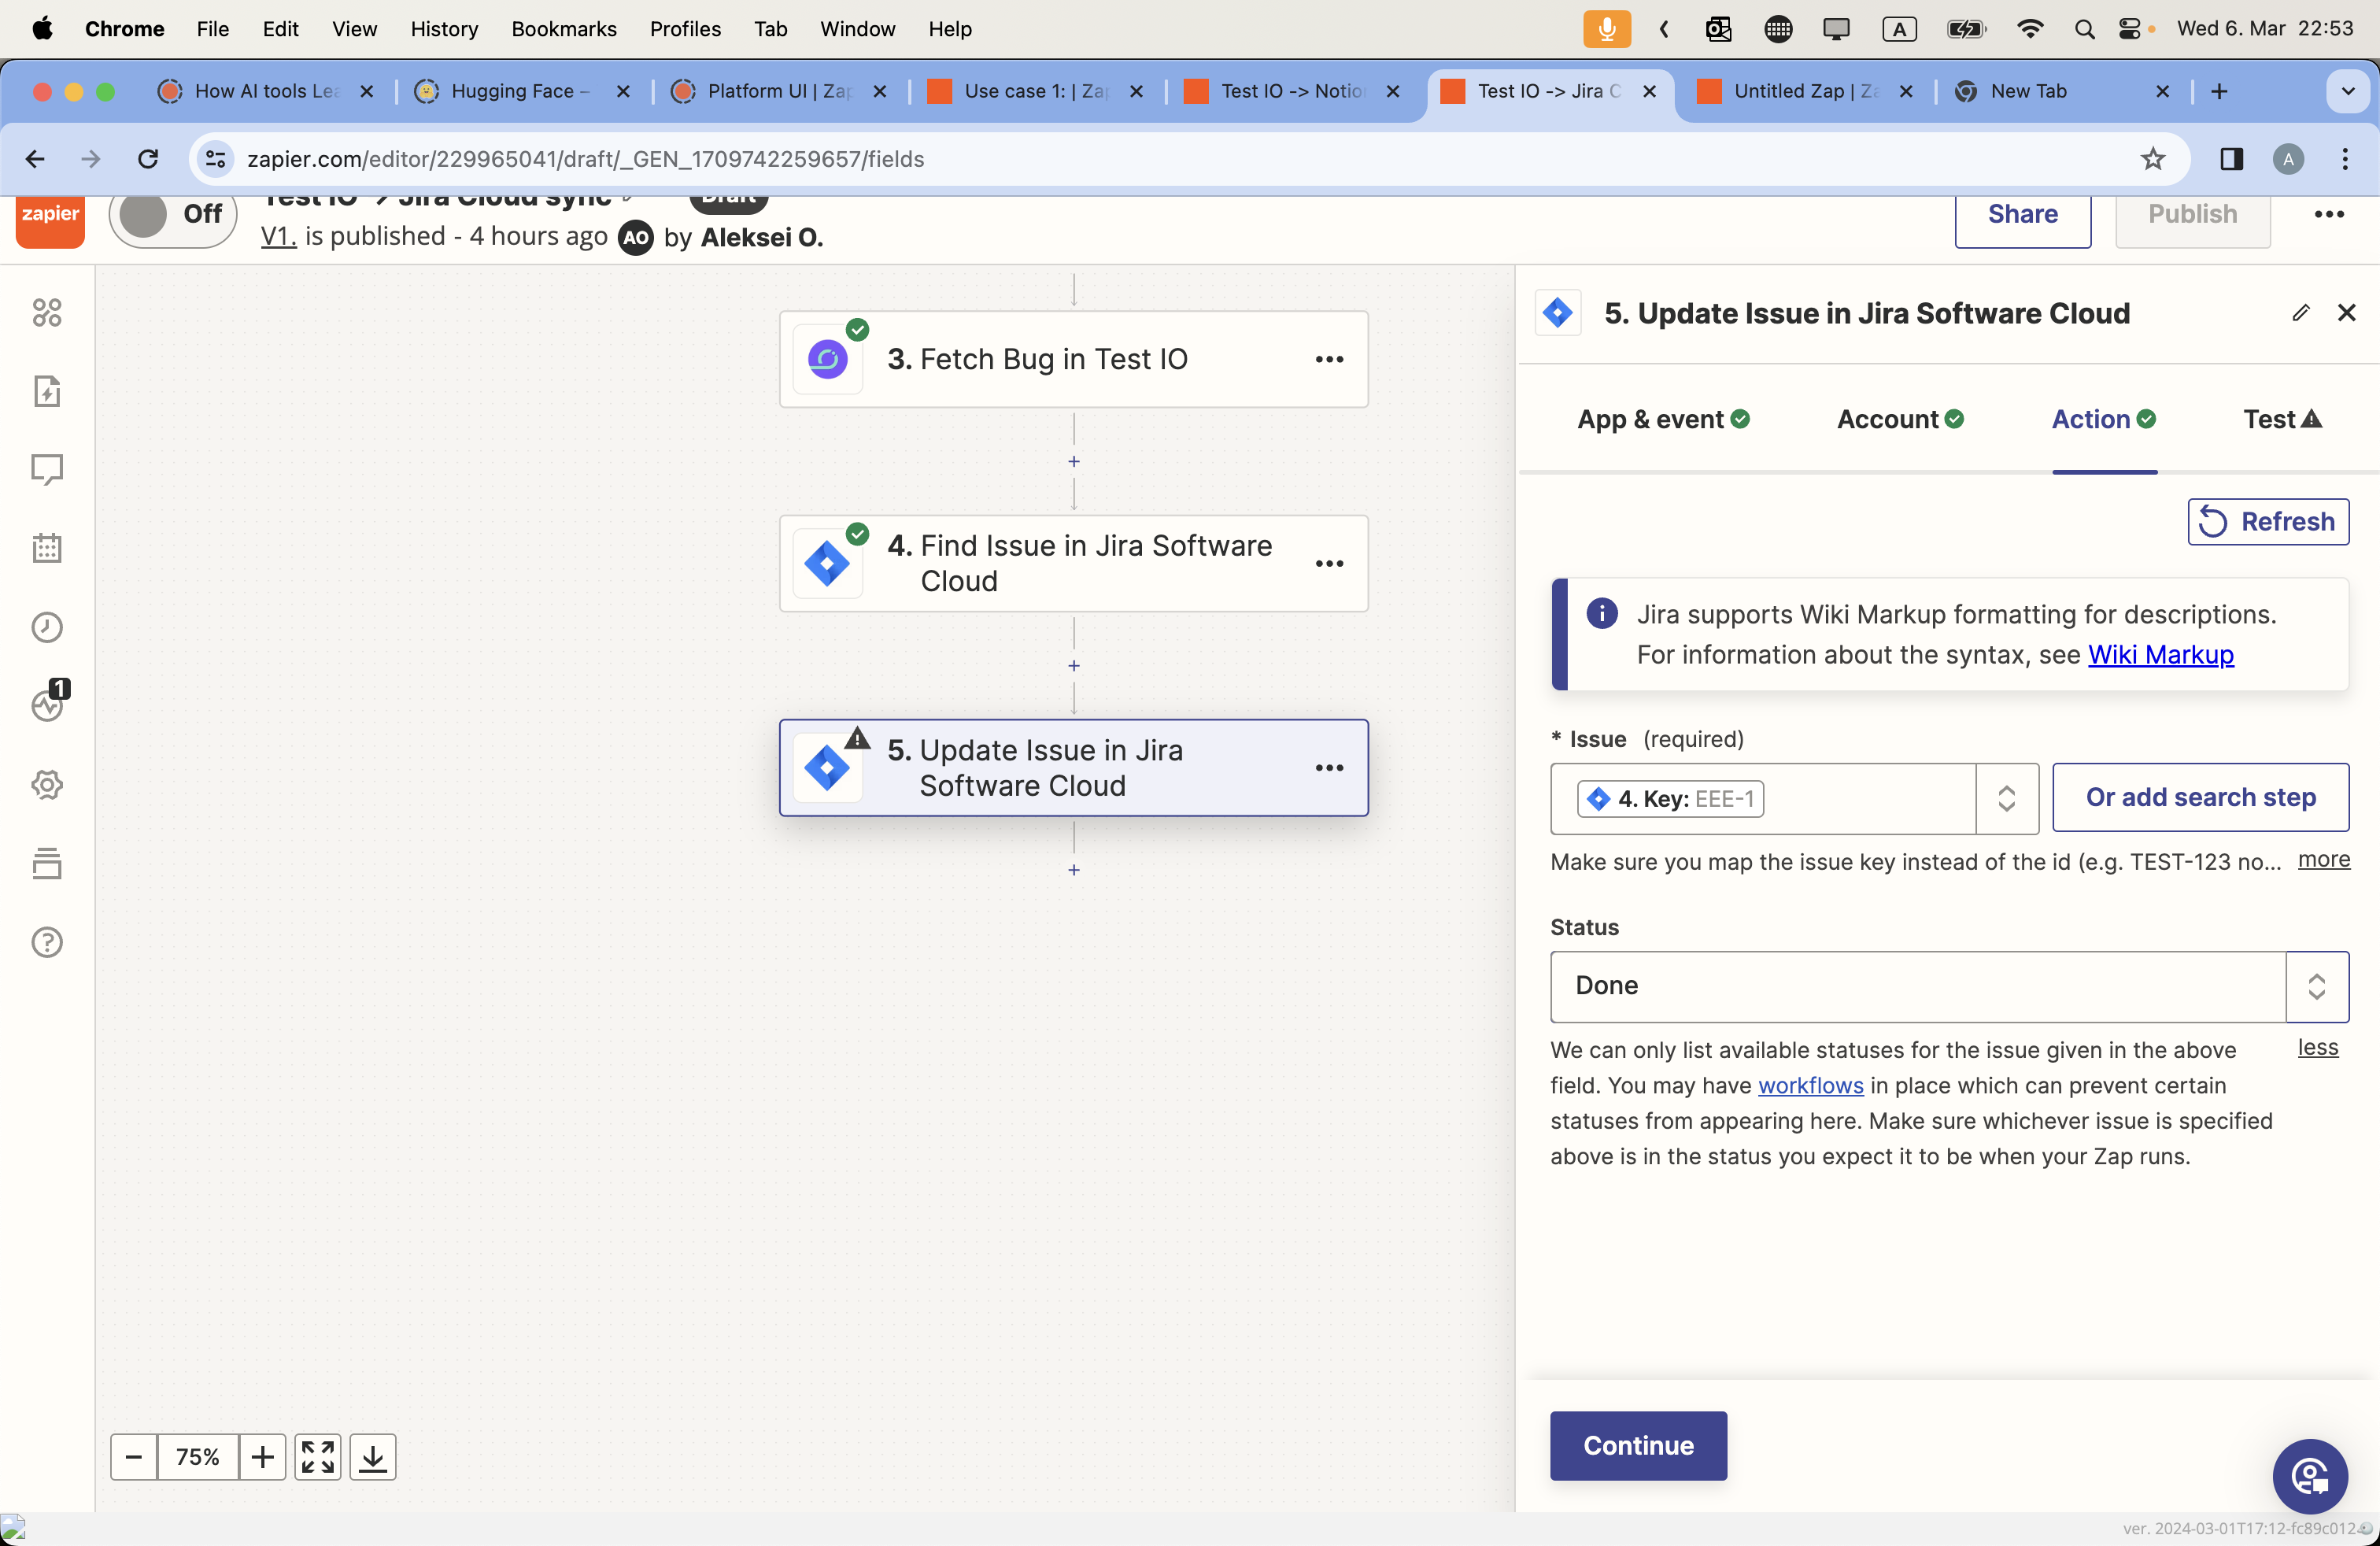 Chrome File Edit View History Bookmarks Profiles Tab Window Help A Wed 6. Mar 22:53
How AI tools Lea Hugging Face – Platform UI | Zap Use case 1: | Zap Test IO -> Notio Test IO -> Jira C Untitled Zap | Za New Tab
zapier.com/editor/229965041/draft/_GEN_1709742259657/fields A
zapier Off Test IO -> Jira Cloud sync Draft Share Publish
V1. is published - 4 hours ago AO by Aleksei O.
3. Fetch Bug in Test IO
4. Find Issue in Jira Software
Cloud
5. Update Issue in Jira
Software Cloud
1
75%
5. Update Issue in Jira Software Cloud
App & event Account Action Test
Refresh
Jira supports Wiki Markup formatting for descriptions.
For information about the syntax, see Wiki Markup
* Issue (required)
4. Key: EEE-1 Or add search step
Make sure you map the issue key instead of the id (e.g. TEST-123 no... more
Status
Done
We can only list available statuses for the issue given in the above less
field. You may have workflows in place which can prevent certain
statuses from appearing here. Make sure whichever issue is specified
above is in the status you expect it to be when your Zap runs.
Continue
ver. 2024-03-01T17:12-fc89c012